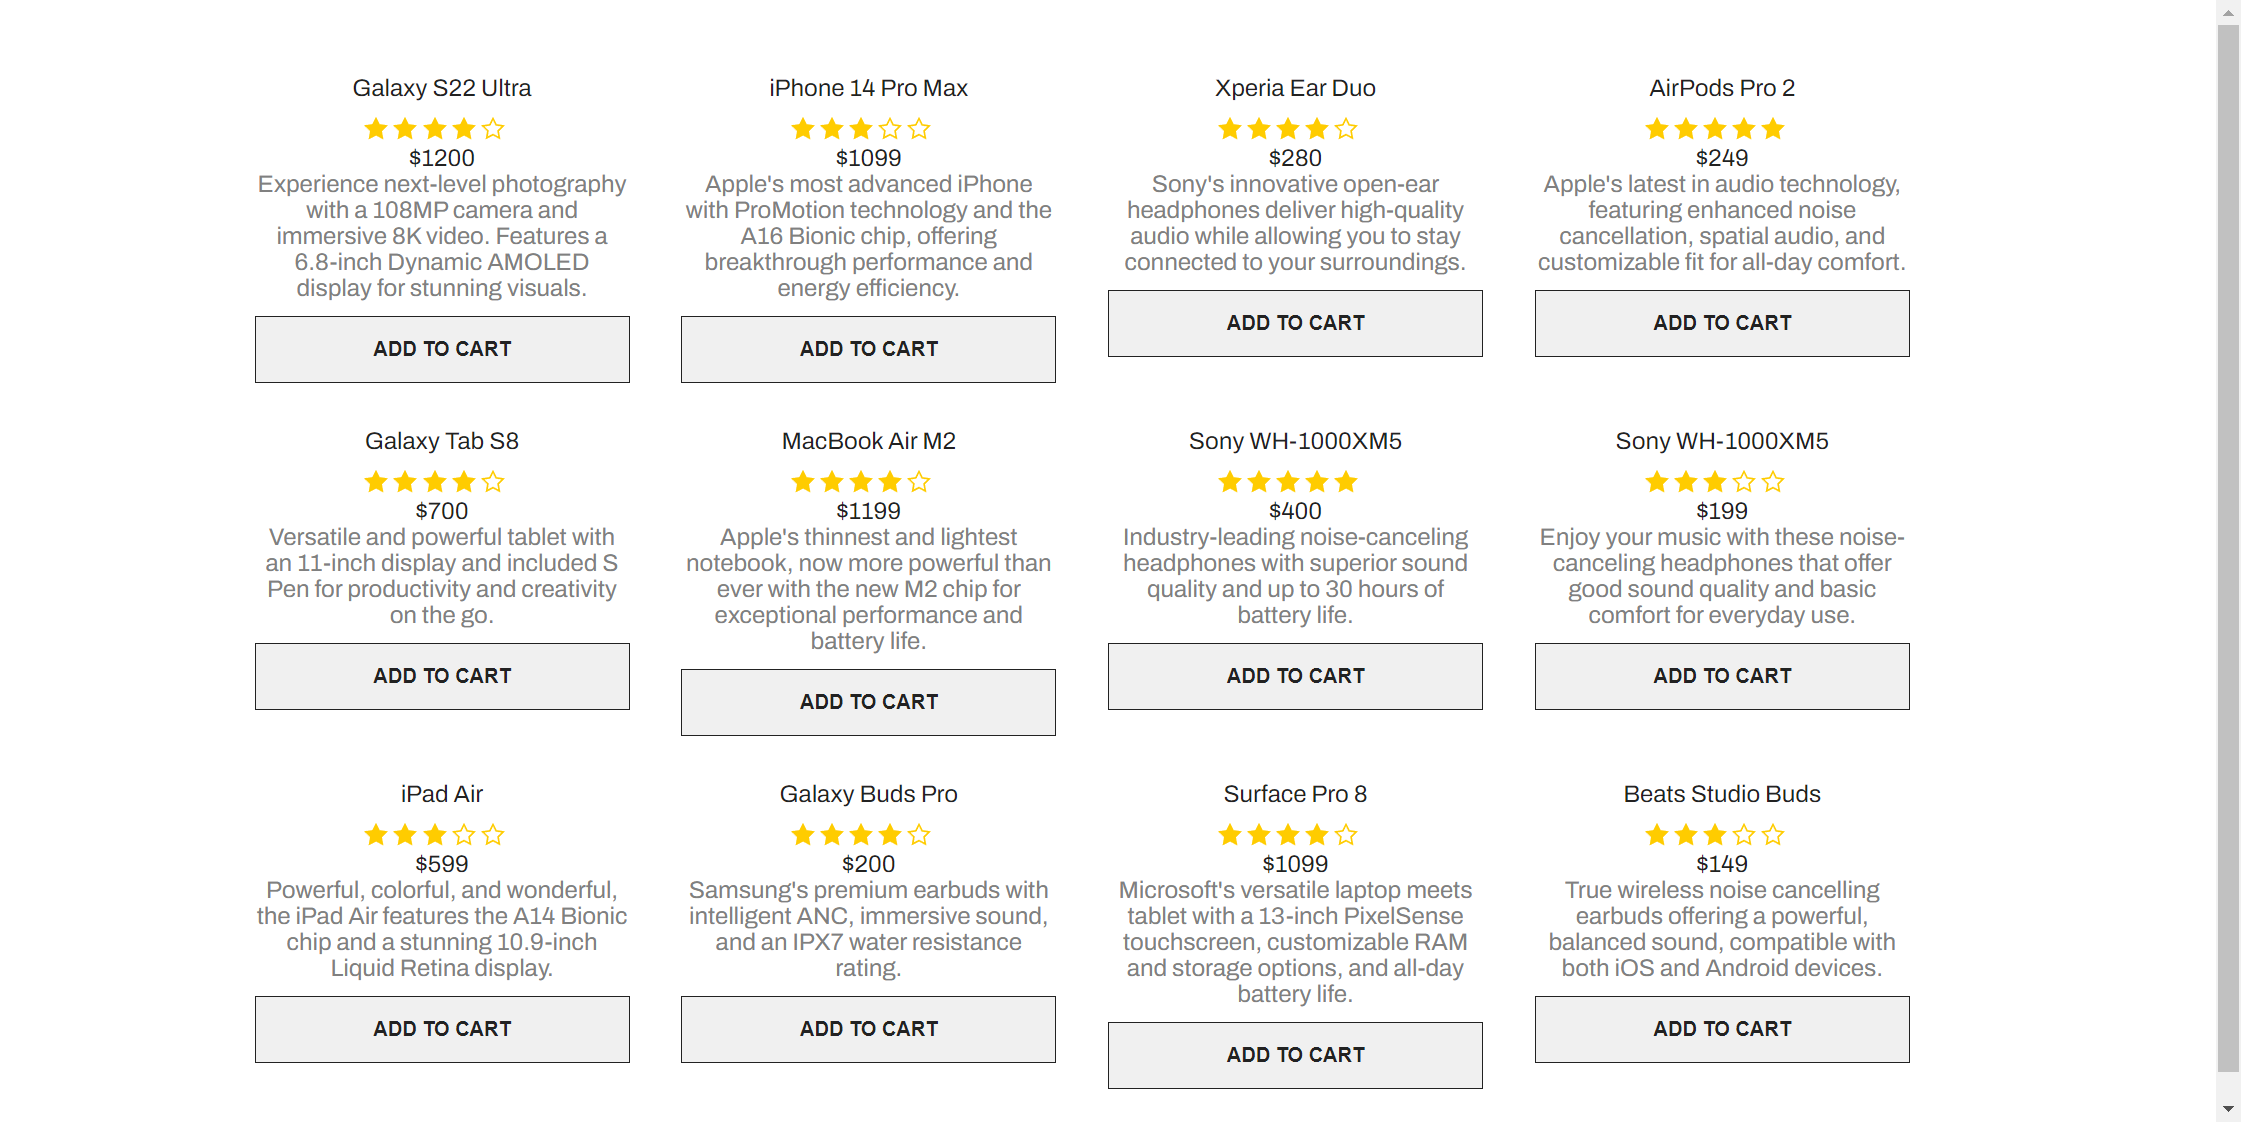 Galaxy S22 Ultra
$1200
Experience next-level photography
with a 108MP camera and
immersive 8K video. Features a
6.8-inch Dynamic AMOLED
display for stunning visuals.
ADD TO CART
iPhone 14 Pro Max
$1099
Apple's most advanced iPhone
with ProMotion technology and the
A16 Bionic chip, offering
breakthrough performance and
energy efficiency.
ADD TO CART
Xperia Ear Duo
$280
Sony's innovative open-ear
headphones deliver high-quality
audio while allowing you to stay
connected to your surroundings.
ADD TO CART
AirPods Pro 2
$249
Apple's latest in audio technology,
featuring enhanced noise
cancellation, spatial audio, and
customizable fit for all-day comfort.
ADD TO CART
Galaxy Tab S8
$700
Versatile and powerful tablet with
an 11-inch display and included S
Pen for productivity and creativity
on the go.
ADD TO CART
MacBook Air M2
$1199
Apple's thinnest and lightest
notebook, now more powerful than
ever with the new M2 chip for
exceptional performance and
battery life.
ADD TO CART
Sony WH-1000XM5
$400
Industry-leading noise-canceling
headphones with superior sound
quality and up to 30 hours of
battery life.
ADD TO CART
Sony WH-1000XM5
$199
Enjoy your music with these noise-
canceling headphones that offer
good sound quality and basic
comfort for everyday use.
ADD TO CART
iPad Air
$599
Powerful, colorful, and wonderful,
the iPad Air features the A14 Bionic
chip and a stunning 10.9-inch
Liquid Retina display.
ADD TO CART
Galaxy Buds Pro
$200
Samsung's premium earbuds with
intelligent ANC, immersive sound,
and an IPX7 water resistance
rating.
ADD TO CART
Surface Pro 8
$1099
Microsoft's versatile laptop meets
tablet with a 13-inch PixelSense
touchscreen, customizable RAM
and storage options, and all-day
battery life.
ADD TO CART
Beats Studio Buds
$149
True wireless noise cancelling
earbuds offering a powerful,
balanced sound, compatible with
both iOS and Android devices.
ADD TO CART